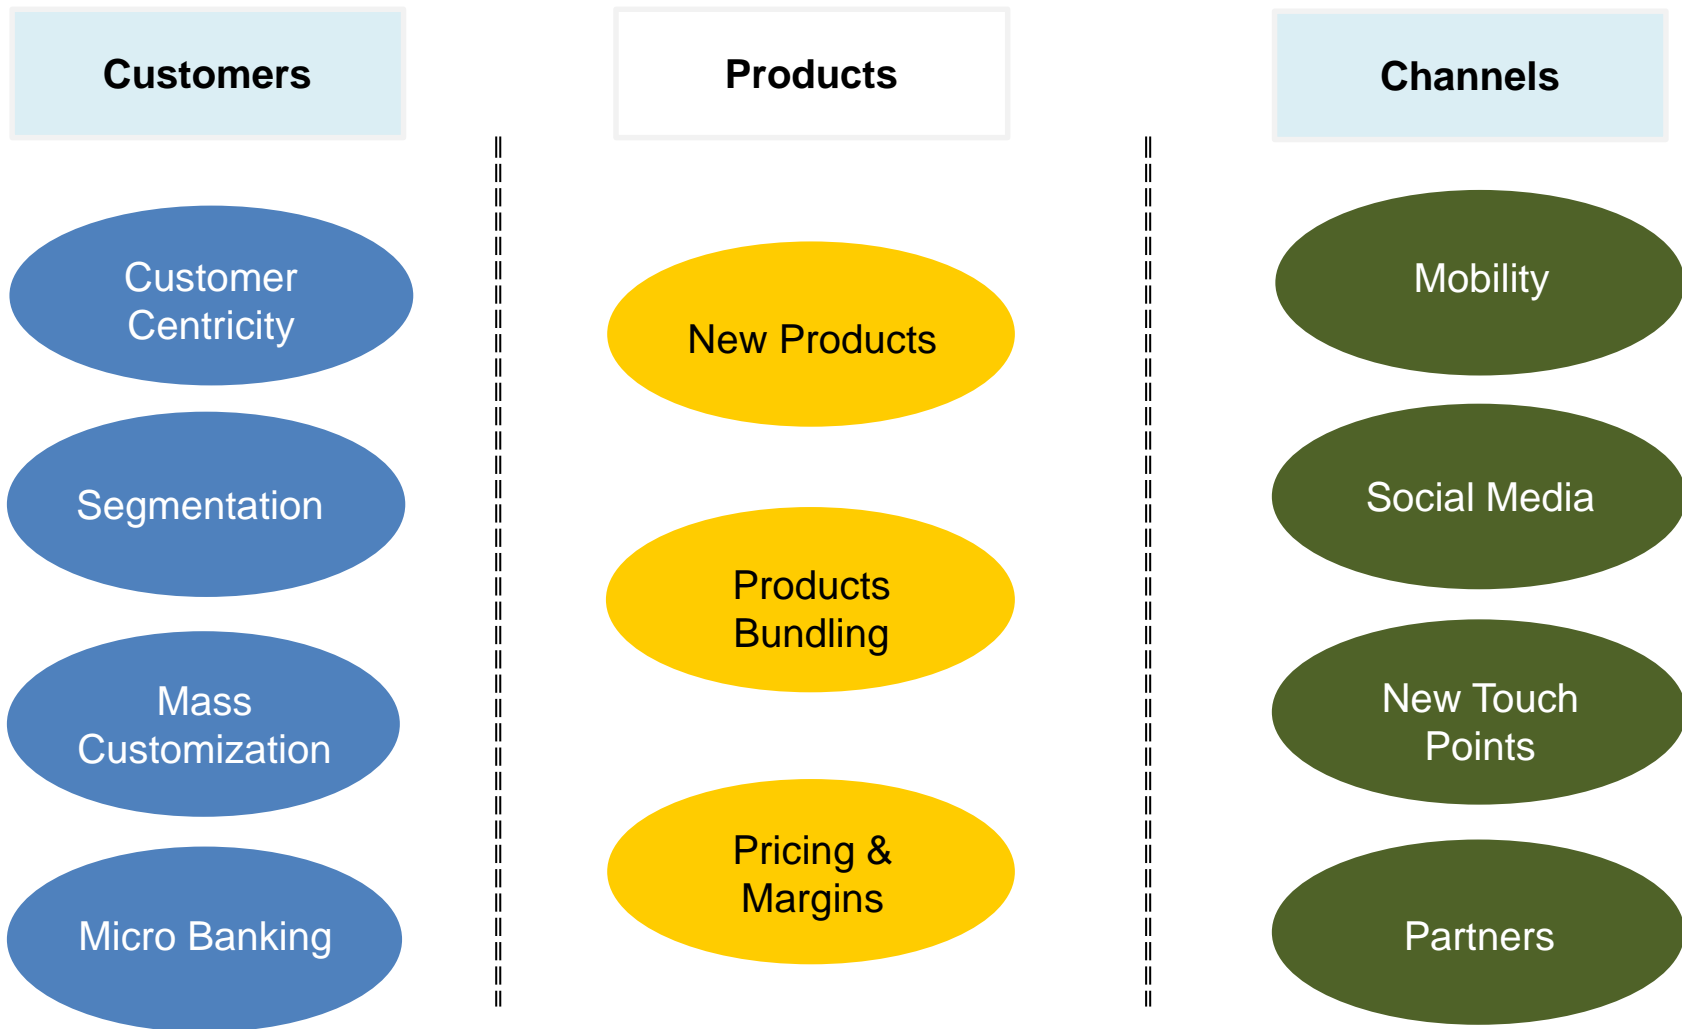 Customers
Products
Channels
Customer
Centricity
Segmentation
Mass
Customization
Micro Banking
New Products
Products
Bundling
Pricing &
Margins
Mobility
Social Media
New Touch
Points
Partners